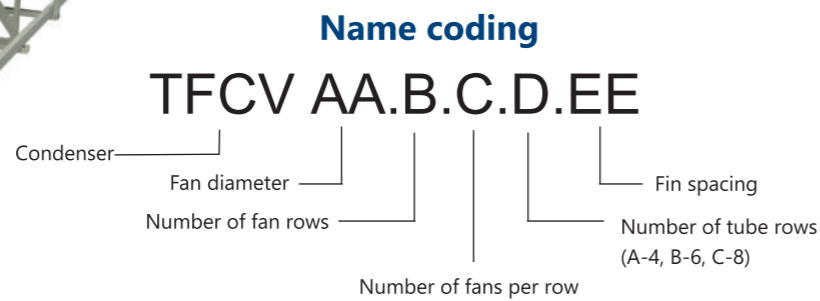 Name coding
TFCV AA.B.C.D.EE
Condenser
Fan diameter
Fin spacing
Number of fan rows
Number of tube rows
(A-4, B-6, C-8)
Number of fans per row